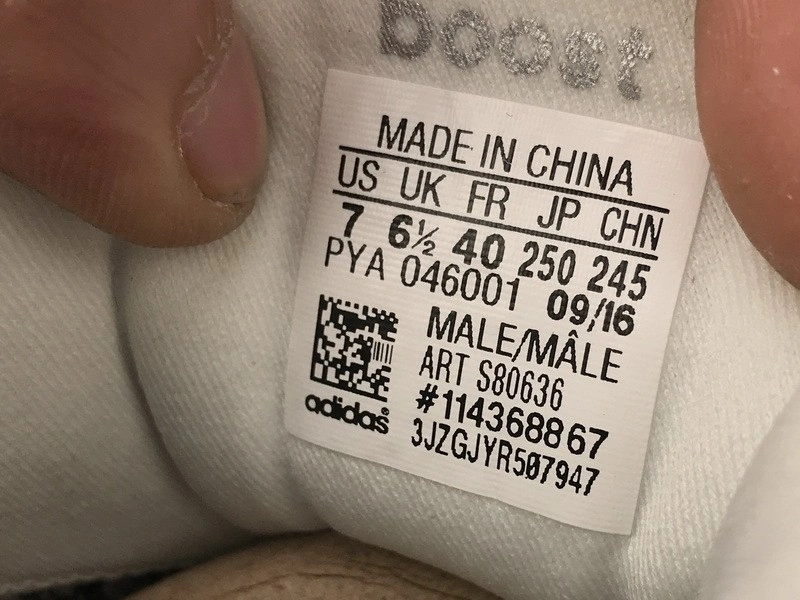 boost
MADE IN CHINA
US UK FR JP CHN
7 6½ 40 250 245
PYA 046001 09/16
MALE/MÂLE
ART S80636
#114368867
3JZGJYR507947
adidas®